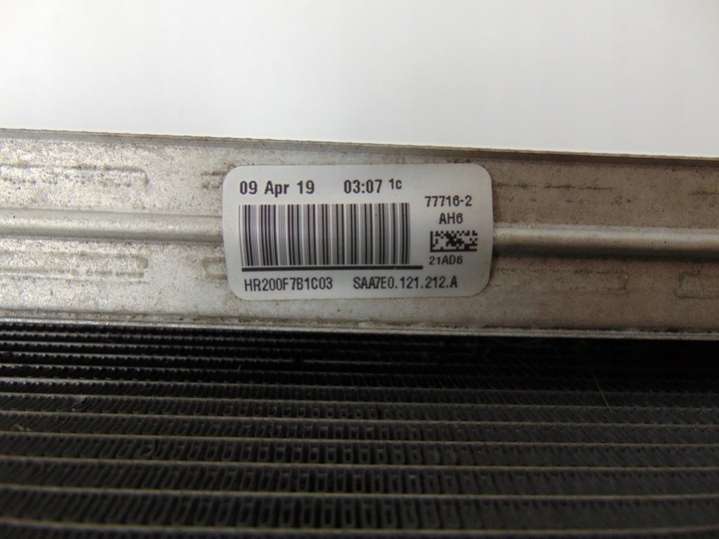 09 Apr 19 03:07 1c
77716-2
AH6
21AD6
HR200F7B1C03 SAA7E0.121.212.A